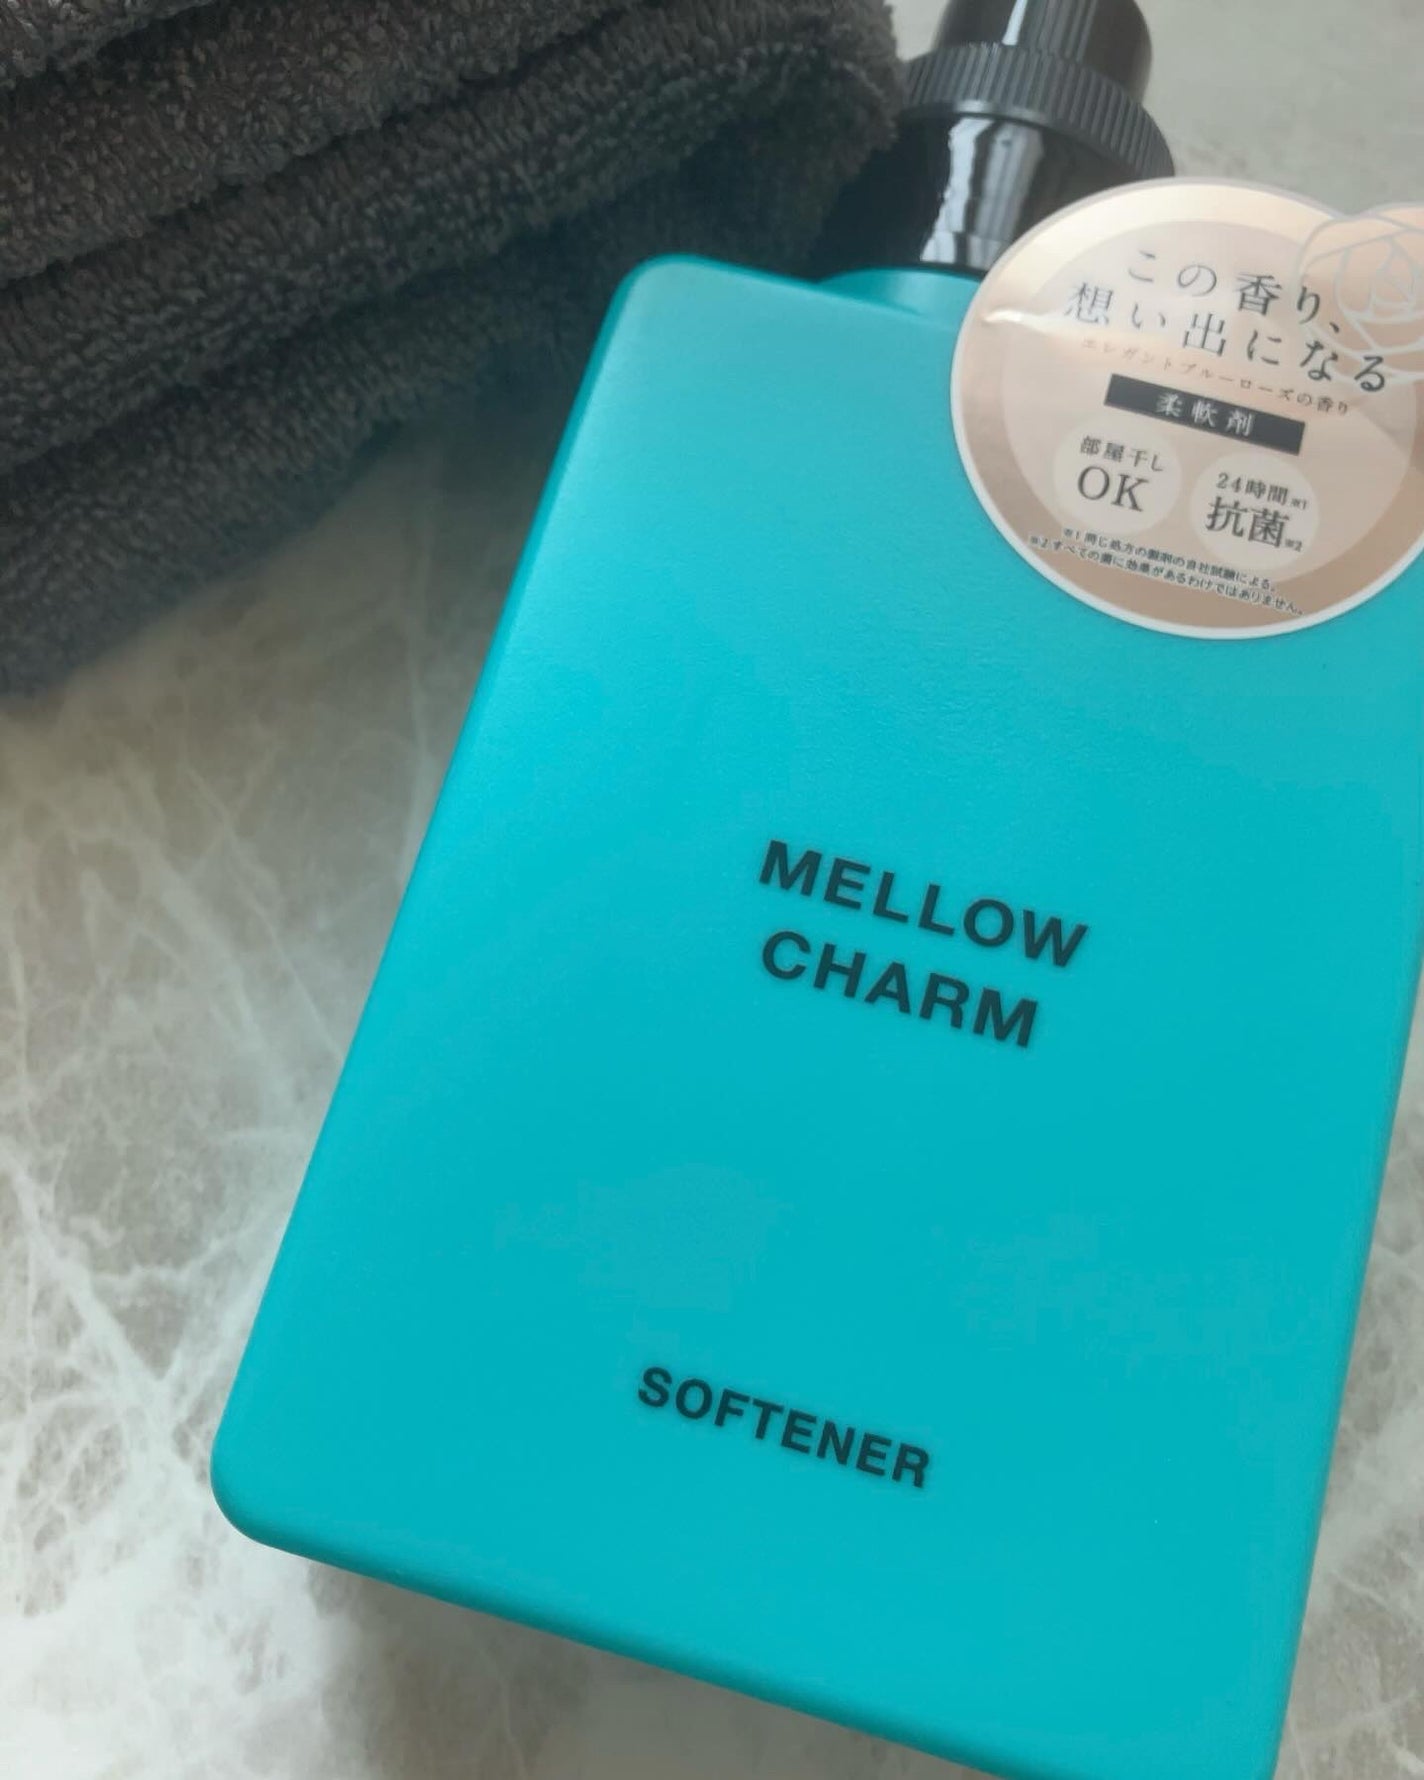 この香り、
想い出になる
エレガントブルーローズの香り
柔軟剤
部屋干し
OK
24時間※1
抗菌※2
※1 同じ処方の製剤の自社試験による。
※2 すべての菌に効果があるわけではありません。
MELLOW
CHARM
SOFTENER